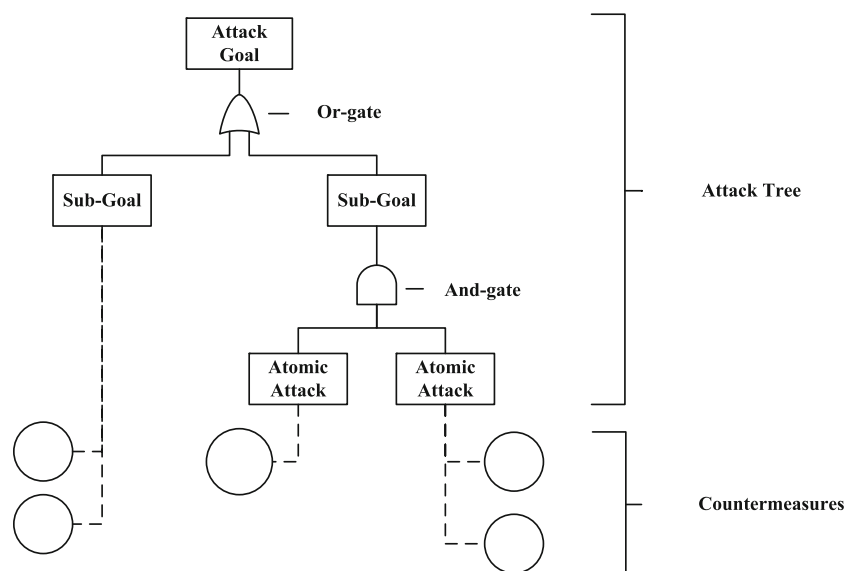 Attack
Goal
Or-gate
Sub-Goal
Sub-Goal
Attack Tree
And-gate
Atomic
Attack
Atomic
Attack
Countermeasures